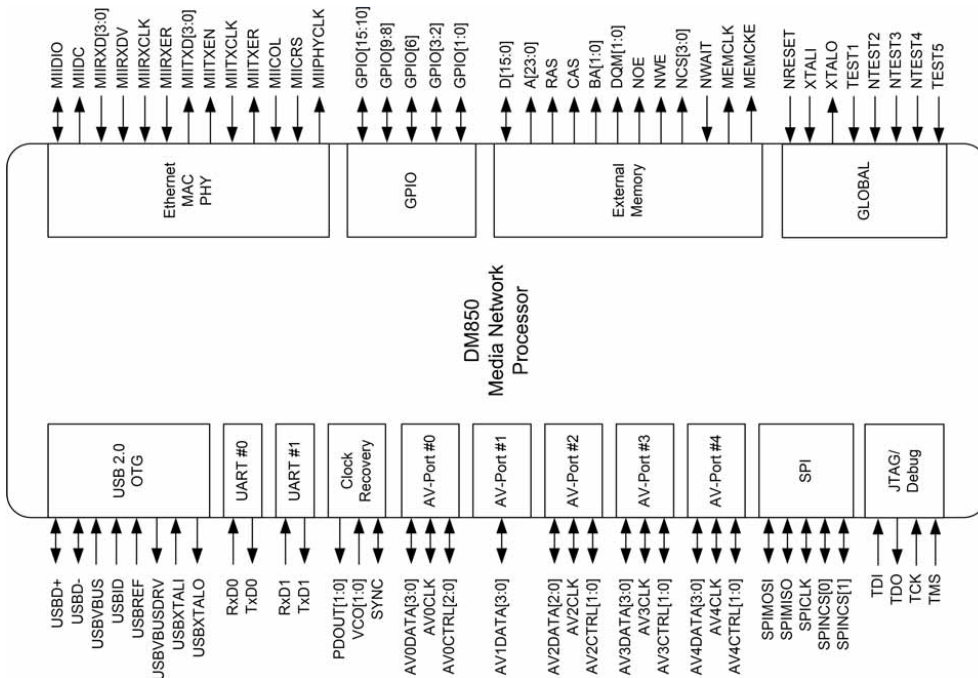 MIIDIO
MIIDC
MIIRXD[3:0]
MIIRXDV
MIIRXCLK
MIIRXER
MIITXD[3:0]
MIITXEN
MIITXCLK
MIITXER
MIICOL
MIICRS
MIIPHYCLK
GPIO[15:10]
GPIO[9:8]
GPIO[6]
GPIO[3:2]
GPIO[1:0]
D[15:0]
A[23:0]
RAS
CAS
BA[1:0]
DQM[1:0]
NOE
NVE
NCS[3:0]
NWAIT
MEMCLK
MEMCKE
NRESET
XTALI
XTALO
TEST1
NTEST2
NTEST3
NTEST4
TEST5
Ethernet
MAC
PHY
GPIO
External
Memory
GLOBAL
DM850
Media Network
Processor
USB 2.0
OTG
UART #0
UART #1
Clock
Recovery
AV-Port #0
AV-Port #1
AV-Port #2
AV-Port #3
AV-Port #4
SPI
JTAG/
Debug
USBD+
USBD-
USBVBUS
USBID
USBREF
USBVBUSDRV
USBXTALI
USBXTALO
RxD0
TxD0
RxD1
TxD1
PDOUT[1:0]
VCO[1:0]
SYNC
AV0DATA[3:0]
AV0CLK
AV0CTRL[2:0]
AV1DATA[3:0]
AV2DATA[2:0]
AV2CLK
AV2CTRL[1:0]
AV3DATA[3:0]
AV3CLK
AV3CTRL[1:0]
AV4DATA[3:0]
AV4CLK
AV4CTRL[1:0]
SPIMOSI
SPIMISO
SPICLK
SPINCS[0]
SPINCS[1]
TDI
TDO
TCK
TMS